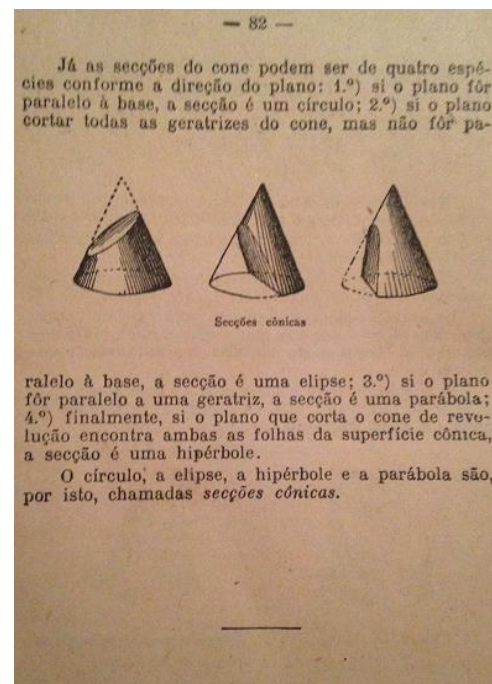 — 82 —
Já as secções do cone podem ser de quatro espé-
cies conforme a direção do plano: 1.º) si o plano fôr
paralelo à base, a secção é um círculo; 2.º) si o plano
cortar todas as geratrizes do cone, mas não fôr pa-
Secções cônicas
ralelo à base, a secção é uma elipse; 3.º) si o plano
fôr paralelo a uma geratriz, a secção é uma parábola;
4.º) finalmente, si o plano que corta o cone de revo-
lução encontra ambas as folhas da superfície cônica,
a secção é uma hipérbole.
O círculo, a elipse, a hipérbole e a parábola são,
por isto, chamadas secções cônicas.